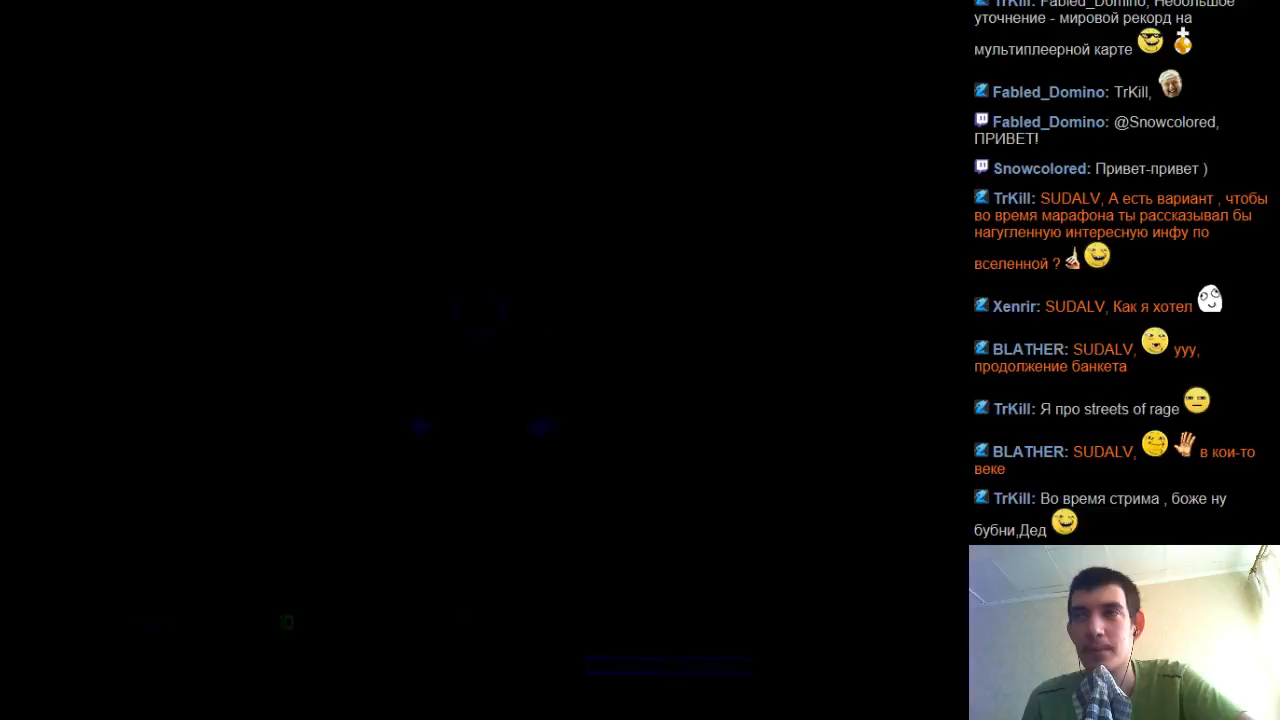 TrKill: Fabled_Domino, Небольшое
уточнение - мировой рекорд на
мультиплеерной карте
Fabled_Domino: TrKill,
Fabled_Domino: @Snowcolored,
ПРИВЕТ!
Snowcolored: Привет-привет )
TrKill: SUDALV, А есть вариант , чтобы
во время марафона ты рассказывал бы
нагугленную интересную инфу по
вселенной ?
Xenrir: SUDALV, Как я хотел
BLATHER: SUDALV, ууу,
продолжение банкета
TrKill: Я про streets of rage
BLATHER: SUDALV, в кои-то
веке
TrKill: Во время стрима , боже ну
бубни,Дед